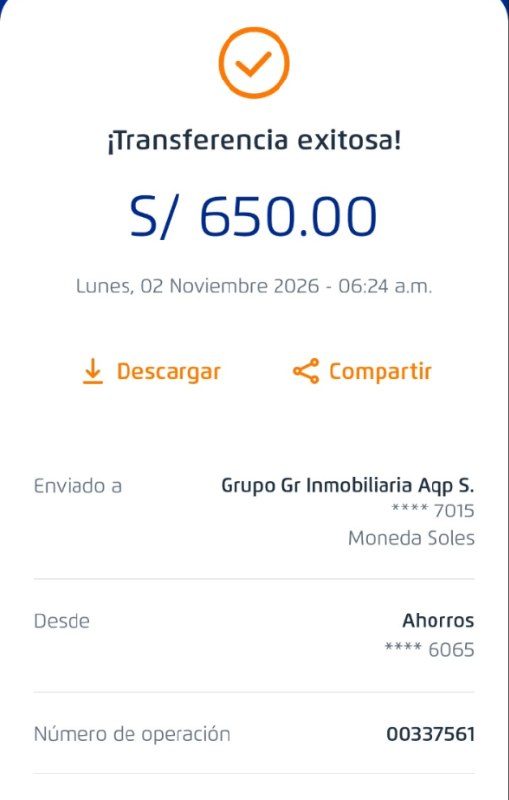 ¡Transferencia exitosa!
S/ 650.00
Lunes, 02 Noviembre 2026 - 06:24 a.m.
Descargar
Compartir
Enviado a
Grupo Gr Inmobiliaria Aqp S.
**** 7015
Moneda Soles
Desde
Ahorros
**** 6065
Número de operación
00337561